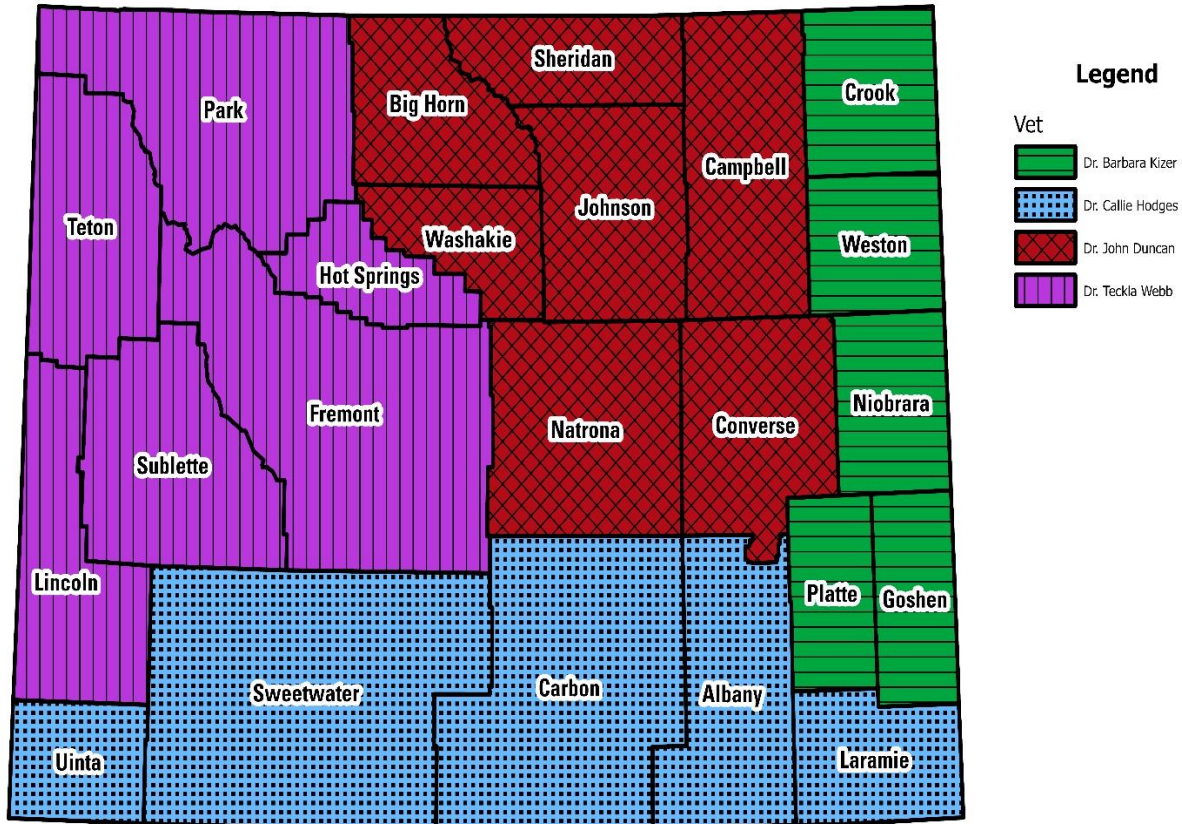 Sheridan
Crook
Park
Big Horn
Campbell
Johnson
Teton
Washakie
Weston
Hot Springs
Fremont
Natrona
Converse
Niobrara
Sublette
Lincoln
Platte
Goshen
Sweetwater
Carbon
Albany
Uinta
Laramie
Legend
Vet
Dr. Barbara Kizer
Dr. Callie Hodges
Dr. John Duncan
Dr. Teckla Webb